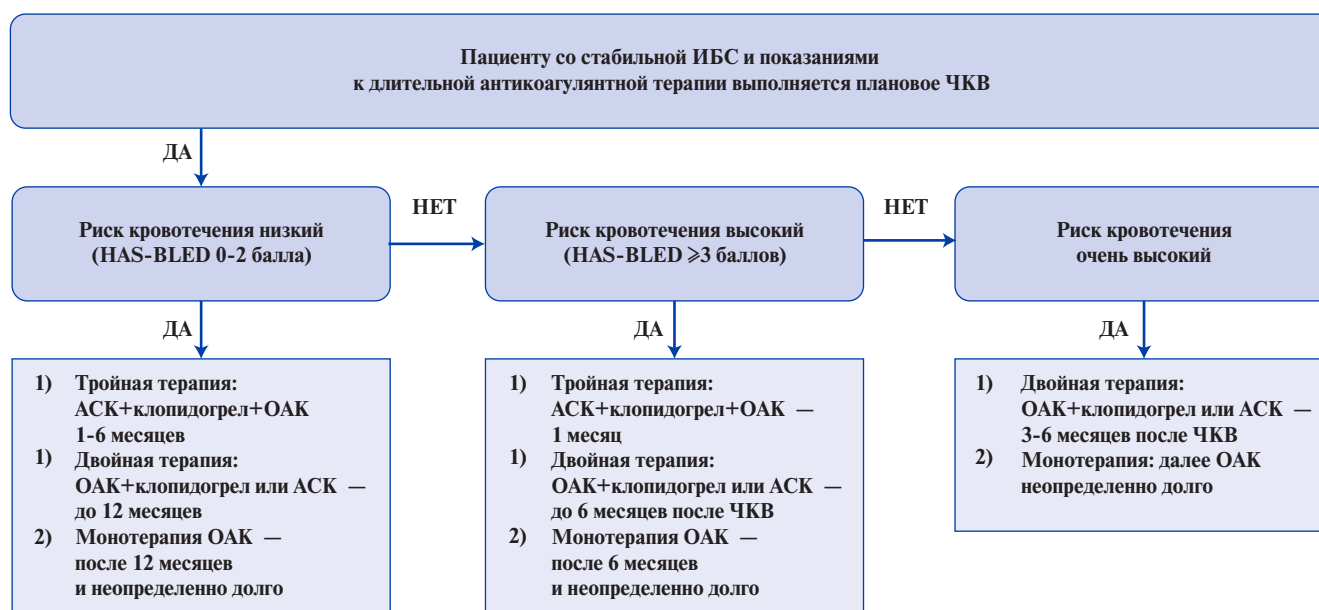 Пациенту со стабильной ИБС и показаниями
к длительной антикоагулянтной терапии выполняется плановое ЧКВ
ДА
Риск кровотечения низкий
(HAS-BLED 0-2 балла)
НЕТ
Риск кровотечения высокий
(HAS-BLED ⩾3 баллов)
НЕТ
Риск кровотечения
очень высокий
ДА
ДА
ДА
1) Тройная терапия:
АСК+клопидогрел+ОАК
1-6 месяцев
1) Двойная терапия:
ОАК+клопидогрел или АСК —
до 12 месяцев
2) Монотерапия ОАК —
после 12 месяцев
и неопределенно долго
1) Тройная терапия:
АСК+клопидогрел+ОАК —
1 месяц
1) Двойная терапия:
ОАК+клопидогрел или АСК —
до 6 месяцев после ЧКВ
2) Монотерапия ОАК —
после 6 месяцев
и неопределенно долго
1) Двойная терапия:
ОАК+клопидогрел или АСК —
3-6 месяцев после ЧКВ
2) Монотерапия: далее ОАК
неопределенно долго